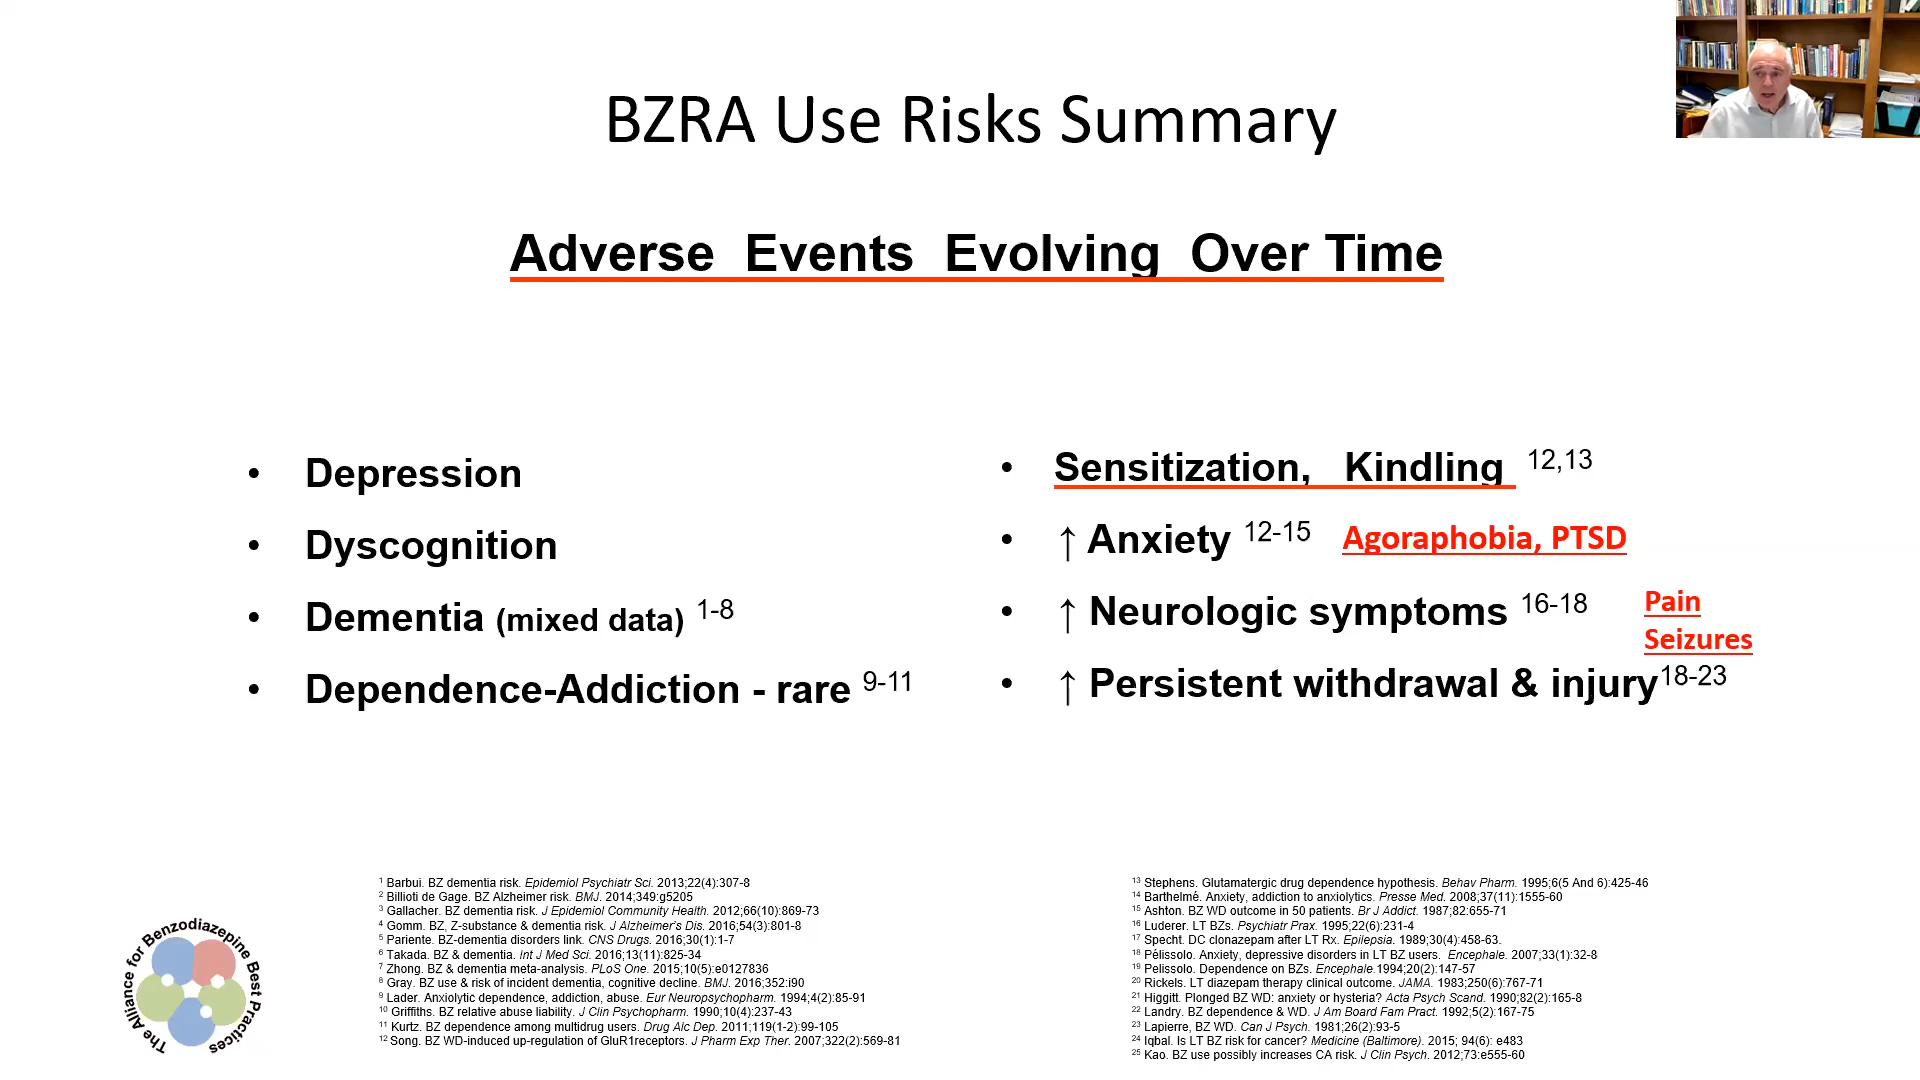 BZRA Use Risks Summary
Adverse Events Evolving Over Time
• Depression
• Dyscognition
• Dementia (mixed data) 1-8
• Dependence-Addiction - rare 9-11
• Sensitization, Kindling 12,13
• ↑ Anxiety 12-15 Agoraphobia, PTSD
• ↑ Neurologic symptoms 16-18 Pain
Seizures
• ↑ Persistent withdrawal & injury 18-23
The Alliance for Benzodiazepine Best Practices
1 Barbui. BZ dementia risk. Epidemiol Psychiatr Sci. 2013;22(4):307-8
2 Billioti de Gage. BZ Alzheimer risk. BMJ. 2014;349:g5205
3 Gallacher. BZ dementia risk. J Epidemiol Community Health. 2012;66(10):869-73
4 Gomm. BZ, Z-substance & dementia risk. J Alzheimer's Dis. 2016;54(3):801-8
5 Pariente. BZ-dementia disorders link. CNS Drugs. 2016;30(1):1-7
6 Takada. BZ & dementia. Int J Med Sci. 2016;13(11):825-34
7 Zhong. BZ & dementia meta-analysis. PLoS One. 2015;10(5):e0127836
8 Gray. BZ use & risk of incident dementia, cognitive decline. BMJ. 2016;352:i90
9 Lader. Anxiolytic dependence, addiction, abuse. Eur Neuropsychopharm. 1994;4(2):85-91
10 Griffiths. BZ relative abuse liability. J Clin Psychopharm. 1990;10(4):237-43
11 Kurtz. BZ dependence among multidrug users. Drug Alc Dep. 2011;119(1-2):99-105
12 Song. BZ WD-induced up-regulation of GluR1receptors. J Pharm Exp Ther. 2007;322(2):569-81
13 Stephens. Glutamatergic drug dependence hypothesis. Behav Pharm. 1995;6(5 And 6):425-46
14 Barthelmé. Anxiety, addiction to anxiolytics. Presse Med. 2008;37(11):1555-60
15 Ashton. BZ WD outcome in 50 patients. Br J Addict. 1987;82:655-71
16 Luderer. LT BZs. Psychiatr Prax. 1995;22(6):231-4
17 Specht. DC clonazepam after LT Rx. Epilepsia. 1989;30(4):458-63.
18 Pélissolo. Anxiety, depressive disorders in LT BZ users. Encephale. 2007;33(1):32-8
19 Pelissolo. Dependence on BZs. Encephale.1994;20(2):147-57
20 Rickels. LT diazepam therapy clinical outcome. JAMA. 1983;250(6):767-71
21 Higgitt. Plonged BZ WD: anxiety or hysteria? Acta Psych Scand. 1990;82(2):165-8
22 Landry. BZ dependence & WD. J Am Board Fam Pract. 1992;5(2):167-75
23 Lapierre, BZ WD. Can J Psych. 1981;26(2):93-5
24 Iqbal. Is LT BZ risk for cancer? Medicine (Baltimore). 2015; 94(6): e483
25 Kao. BZ use possibly increases CA risk. J Clin Psych. 2012;73:e555-60